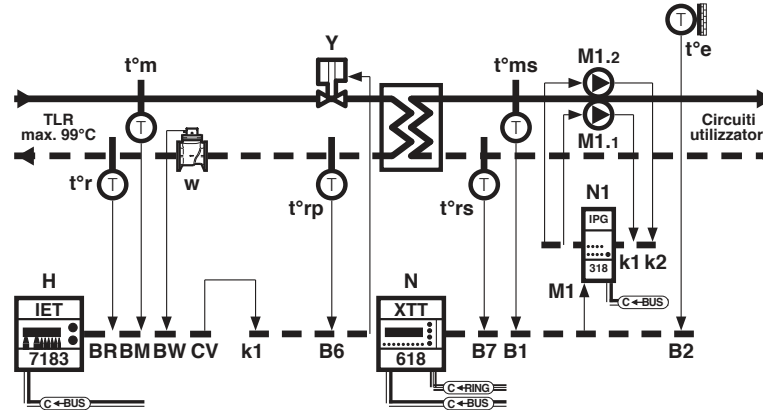 T
t°e
Y
t°m
t°ms
M1.2
TLR
max. 99°C
T
T
M1.1
Circuiti
utilizzatori
t°r
T
w
t°rp
T
t°rs
T
N1
IPG
318
k1 k2
M1
C BUS
H
IET
7183
BR BM BW CV k1 B6
N
XTT
618
B7 B1 B2
C RING
C BUS
C BUS